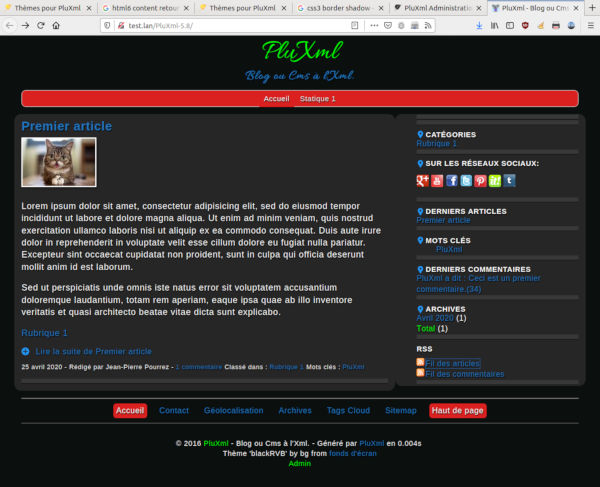 Thèmes pour PluXml
html6 content retour
Thèmes pour PluXml
css3 border shadow -
PluXml Administratio
PluXml - Blog ou Cms
test.lan/PluXml-5.8/
PluXml
Blog ou Cms à l'Xml.
Accueil Statique 1
Premier article
Lorem ipsum dolor sit amet, consectetur adipisicing elit, sed do eiusmod tempor
incididunt ut labore et dolore magna aliqua. Ut enim ad minim veniam, quis nostrud
exercitation ullamco laboris nisi ut aliquip ex ea commodo consequat. Duis aute irure
dolor in reprehenderit in voluptate velit esse cillum dolore eu fugiat nulla pariatur.
Excepteur sint occaecat cupidatat non proident, sunt in culpa qui officia deserunt
mollit anim id est laborum.
Sed ut perspiciatis unde omnis iste natus error sit voluptatem accusantium
doloremque laudantium, totam rem aperiam, eaque ipsa quae ab illo inventore
veritatis et quasi architecto beatae vitae dicta sunt explicabo.
Rubrique 1
Lire la suite de Premier article
25 avril 2020 - Rédigé par Jean-Pierre Pourrez - 1 commentaire Classé dans : Rubrique 1 Mots clés : PluXml
CATÉGORIES
Rubrique 1
SUR LES RÉSEAUX SOCIAUX:
DERNIERS ARTICLES
Premier article
MOTS CLÉS
PluXml
DERNIERS COMMENTAIRES
PluXml a dit : Ceci est un premier
commentaire (34)
ARCHIVES
Avril 2020 (1)
Total (1)
RSS
Fil des articles
Fil des commentaires
Accueil Contact Géolocalisation Archives Tags Cloud Sitemap Haut de page
© 2016 PluXml - Blog ou Cms à l'Xml. - Généré par PluXml en 0.004s
Thème 'blackRVB' by bg from fonds d'écran
Admin